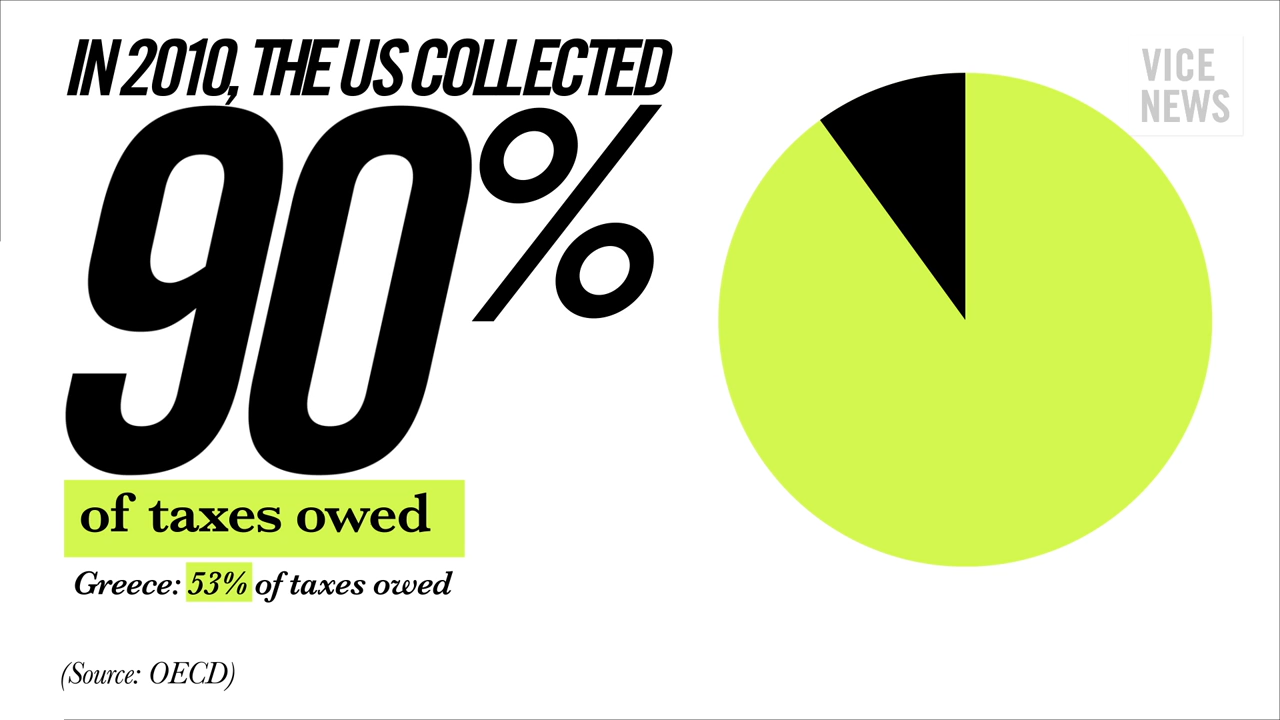 IN 2010, THE US COLLECTED
90%
of taxes owed
Greece: 53% of taxes owed
(Source: OECD)
VICE
NEWS